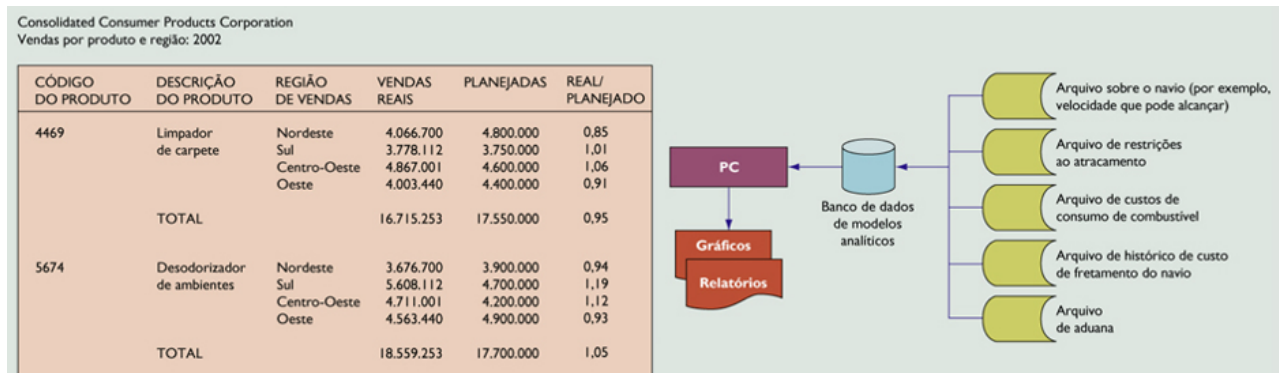 Consolidated Consumer Products Corporation
Vendas por produto e região: 2002
CÓDIGO DO PRODUTO DESCRIÇÃO DO PRODUTO REGIÃO DE VENDAS VENDAS REAIS PLANEJADAS REAL/ PLANEJADO
4469 Limpador Nordeste 4.066.700 4.800.000 0,85
de carpete Sul 3.778.112 3.750.000 1,01
Centro-Oeste 4.867.001 4.600.000 1,06
Oeste 4.003.440 4.400.000 0,91
TOTAL 16.715.253 17.550.000 0,95
5674 Desodorizador Nordeste 3.676.700 3.900.000 0,94
de ambientes Sul 5.608.112 4.700.000 1,19
Centro-Oeste 4.711.001 4.200.000 1,12
Oeste 4.563.440 4.900.000 0,93
TOTAL 18.559.253 17.700.000 1,05
PC
Gráficos
Relatórios
Banco de dados
de modelos
analíticos
Arquivo sobre o navio (por exemplo,
velocidade que pode alcançar)
Arquivo de restrições
ao atracamento
Arquivo de custos de
consumo de combustível
Arquivo de histórico de custo
de fretamento do navio
Arquivo
de aduana